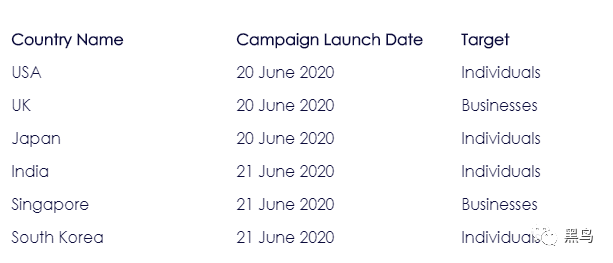 Country Name Campaign Launch Date Target
USA 20 June 2020 Individuals
UK 20 June 2020 Businesses
Japan 20 June 2020 Individuals
India 21 June 2020 Individuals
Singapore 21 June 2020 Businesses
South Korea 21 June 2020 Individuals
黑鸟